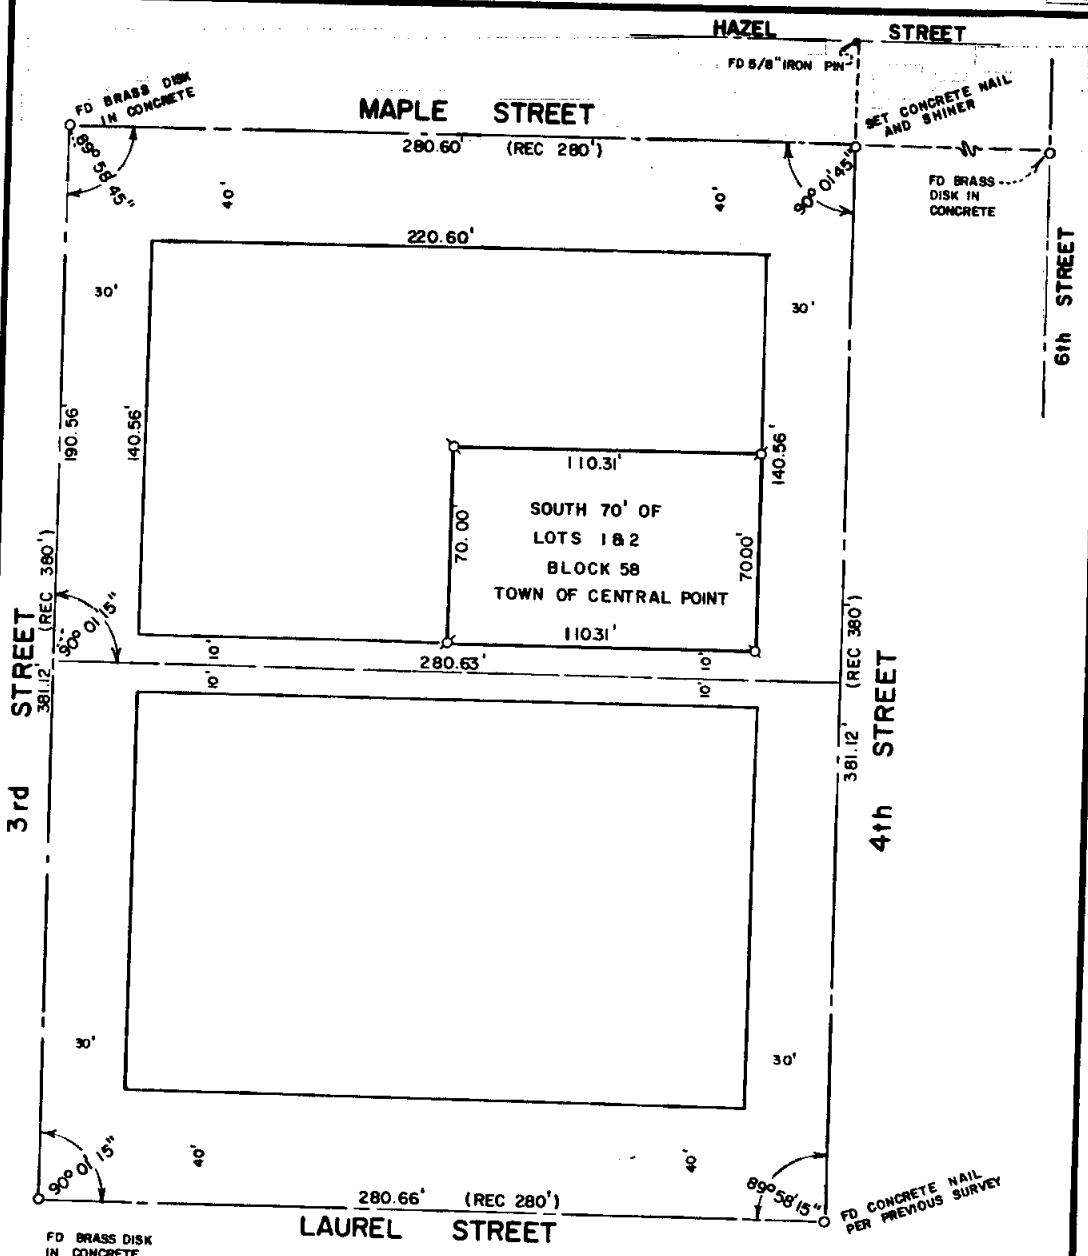 HAZEL STREET
FD 5/8" IRON PIN
FD BRASS DISK
IN CONCRETE
MAPLE STREET
SET CONCRETE NAIL
AND SHINER
280.60' (REC 280')
89° 58' 45"
90° 01' 45"
FD BRASS
DISK IN
CONCRETE
40'
40'
220.60'
6th STREET
30'
30'
190.56'
140.56'
140.56'
110.31'
SOUTH 70' OF
LOTS 1 & 2
BLOCK 58
TOWN OF CENTRAL POINT
70.00'
70.00'
110.31'
(REC 380')
381.12'
3rd STREET
90° 01' 15"
10'
10'
280.63'
10'
10'
(REC 380')
381.12'
4th STREET
30'
30'
40'
40'
90° 01' 15"
89° 58' 15"
280.66' (REC 280')
LAUREL STREET
FD CONCRETE NAIL
PER PREVIOUS SURVEY
FD BRASS DISK
IN CONCRETE